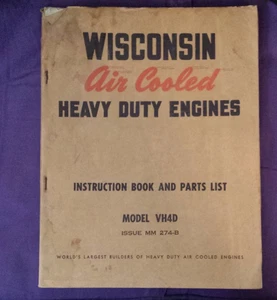 WISCONSIN
Air Cooled
HEAVY DUTY ENGINES
INSTRUCTION BOOK AND PARTS LIST
MODEL VH4D
ISSUE MM 274-B
WORLD'S LARGEST BUILDERS OF HEAVY DUTY AIR COOLED ENGINES